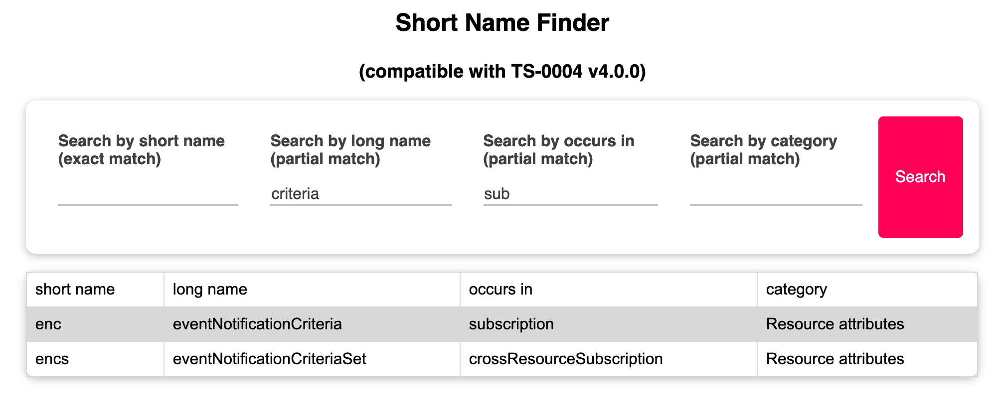 Short Name Finder
(compatible with TS-0004 v4.0.0)
Search by short name
(exact match)
Search by long name
(partial match)
criteria
Search by occurs in
(partial match)
sub
Search by category
(partial match)
Search
short name long name occurs in category
enc eventNotificationCriteria subscription Resource attributes
encs eventNotificationCriteriaSet crossResourceSubscription Resource attributes